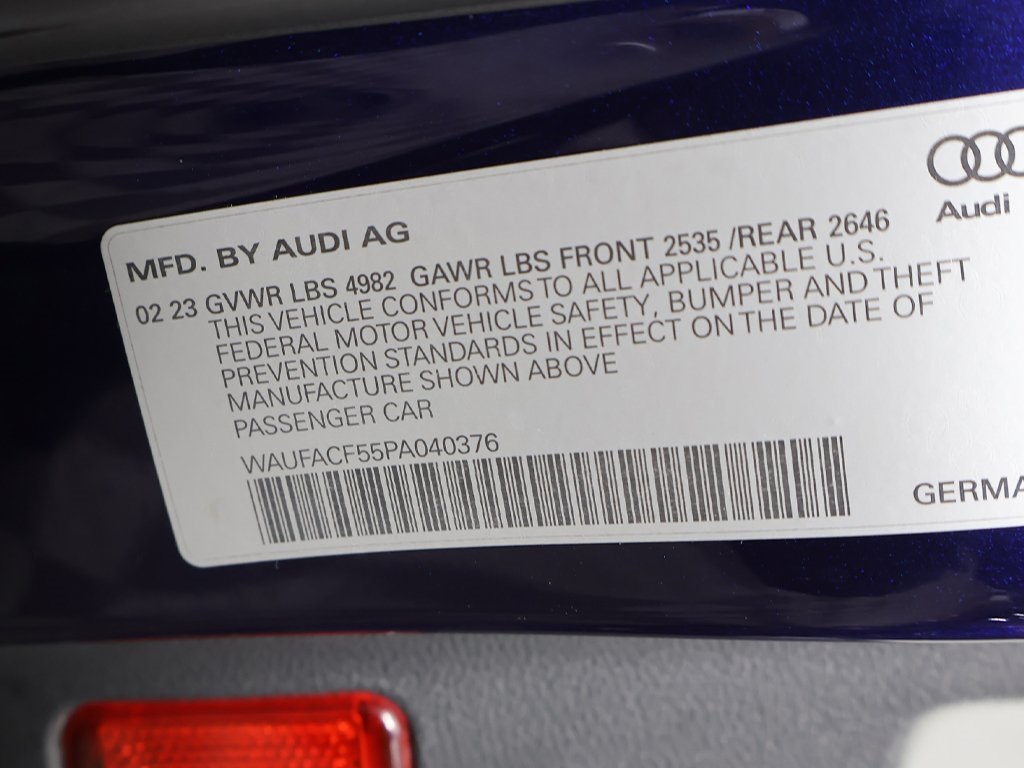 Audi
MFD. BY AUDI AG
02 23 GVWR LBS 4982 GAWR LBS FRONT 2535 /REAR 2646
THIS VEHICLE CONFORMS TO ALL APPLICABLE U.S.
FEDERAL MOTOR VEHICLE SAFETY, BUMPER AND THEFT
PREVENTION STANDARDS IN EFFECT ON THE DATE OF
MANUFACTURE SHOWN ABOVE
PASSENGER CAR
WAUFACF55PA040376
GERMA